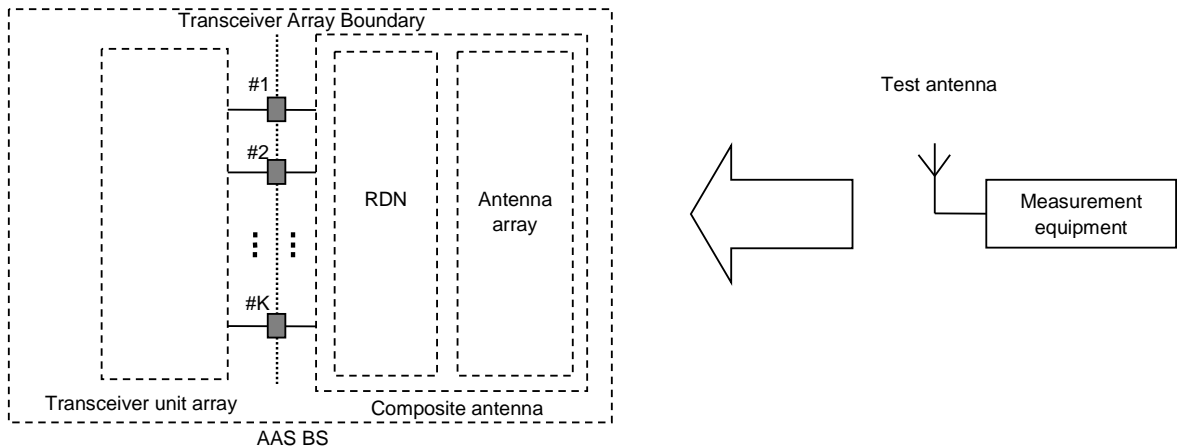 Transceiver Array Boundary
#1
#2
#K
RDN
Antenna
array
Transceiver unit array
Composite antenna
AAS BS
Test antenna
Measurement
equipment